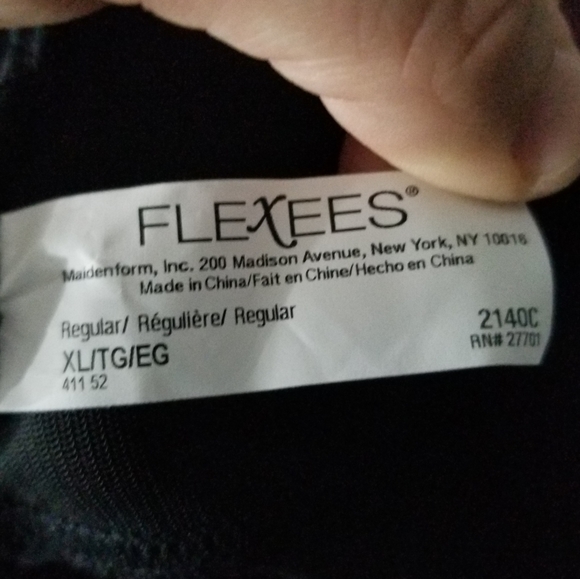 FLEXEES®
Maidenform, Inc. 200 Madison Avenue, New York, NY 10016
Made in China/Fait en Chine/Hecho en China
Regular/ Régulière/ Regular
2140C
XL/TG/EG
RN# 27701
411 52